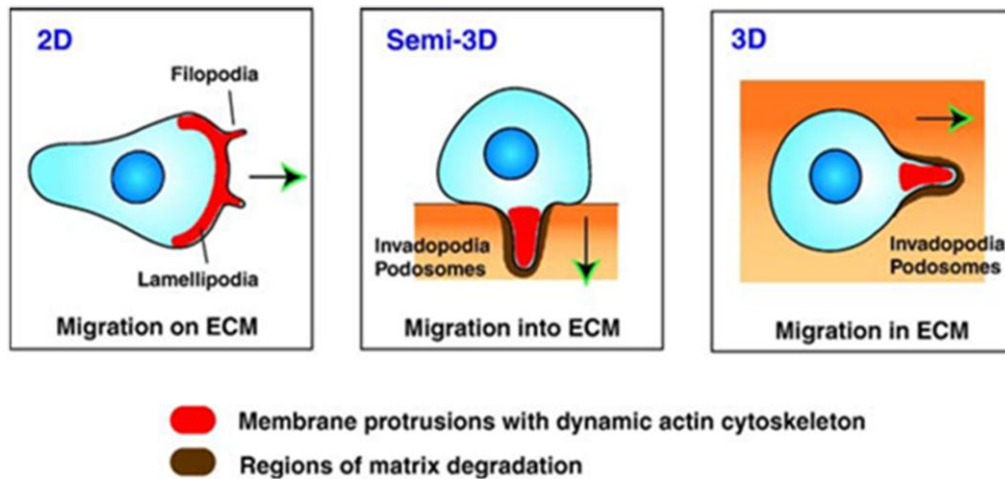 2D
Filopodia
Lamellipodia
Migration on ECM
Semi-3D
Invadopodia
Podosomes
Migration into ECM
3D
Invadopodia
Podosomes
Migration in ECM
Membrane protrusions with dynamic actin cytoskeleton
Regions of matrix degradation